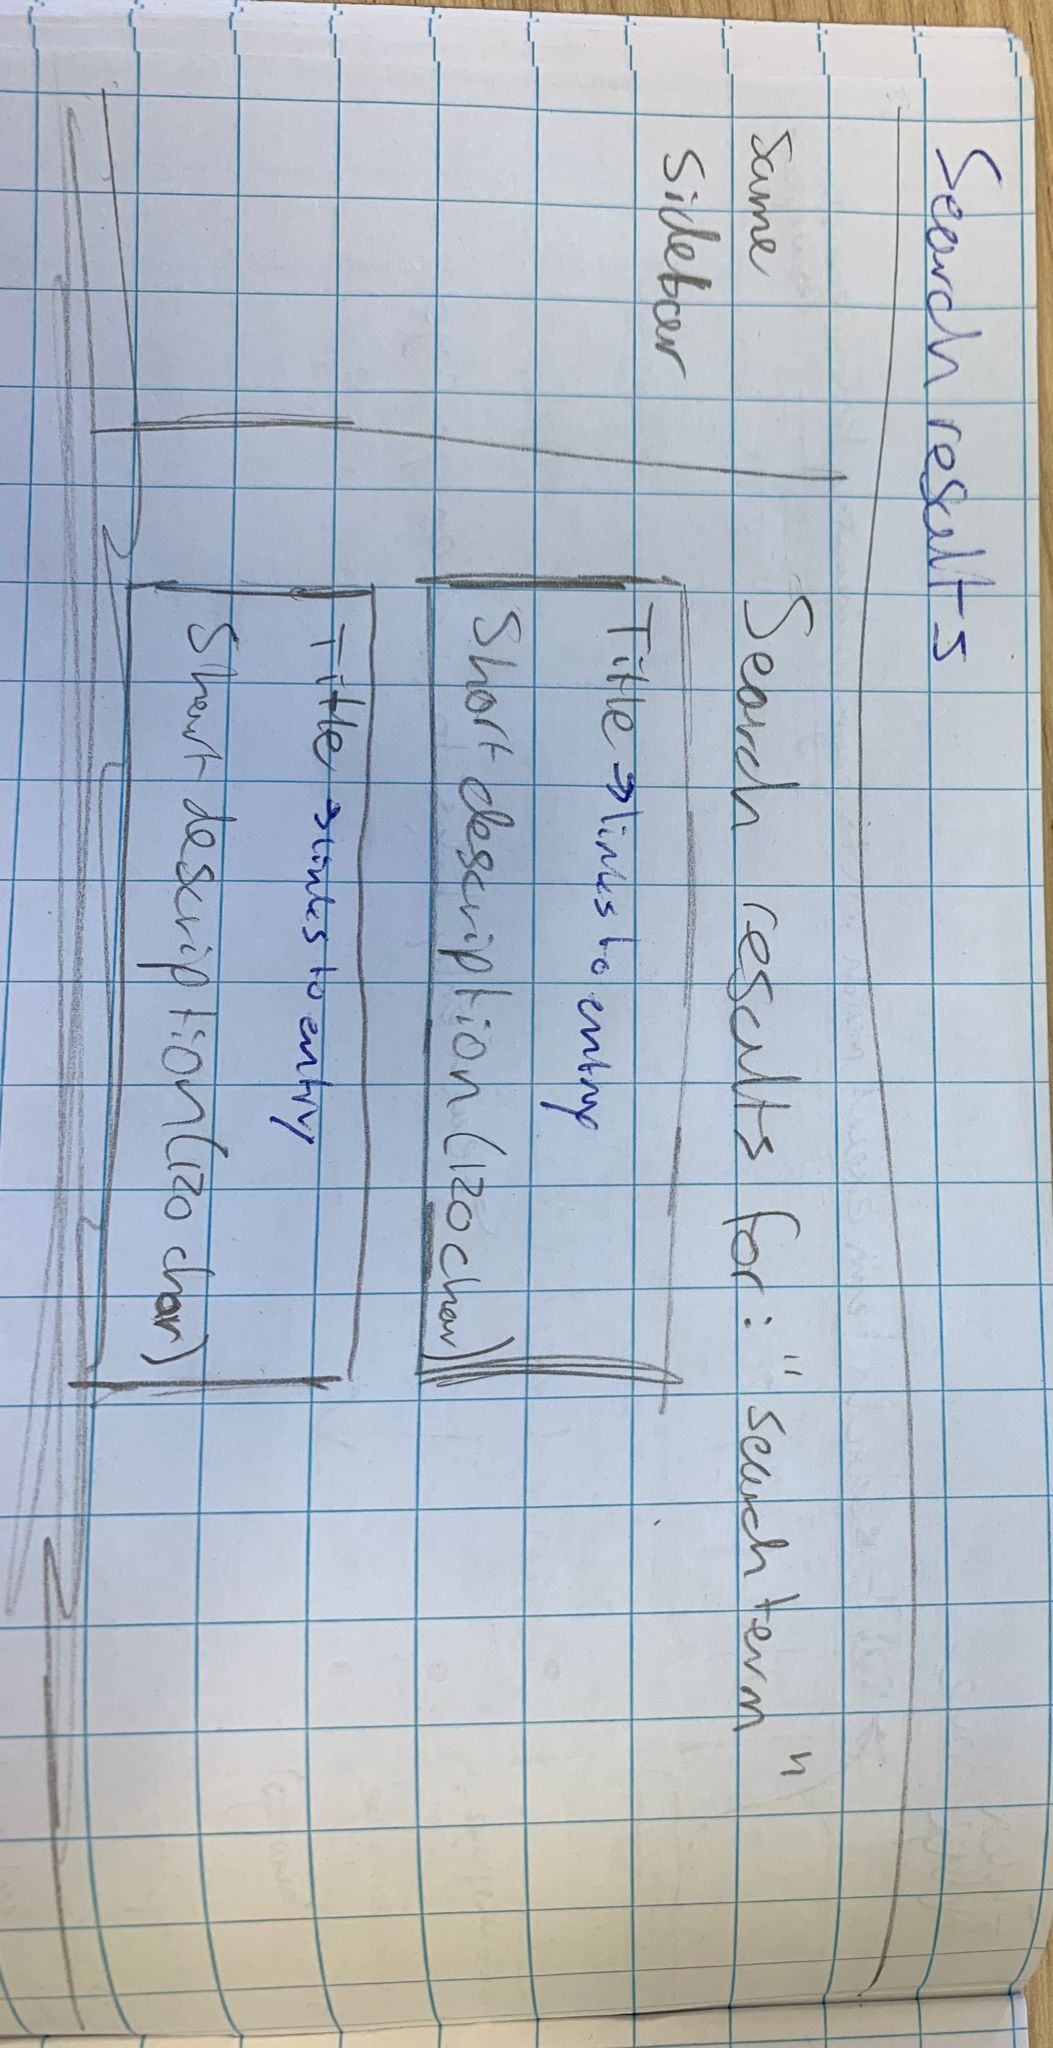 Search results
Same
Sidebar
Search results for: "search term"
Title → links to entry
Short description (120 char)
Title → links to entry
Short description (120 char)